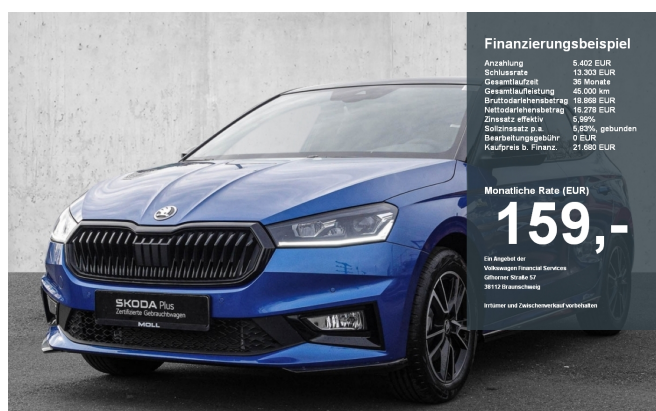 Finanzierungsbeispiel
Anzahlung 5.402 EUR
Schlussrate 13.303 EUR
Gesamtlaufzeit 36 Monate
Gesamtlaufleistung 45.000 km
Bruttodarlehensbetrag 18.868 EUR
Nettodarlehensbetrag 16.278 EUR
Zinssatz effektiv 5,99%
Sollzinssatz p.a. 5,83%, gebunden
Bearbeitungsgebühr 0 EUR
Kaufpreis b. Finanz. 21.680 EUR
Monatliche Rate (EUR)
159,-
Ein Angebot der
Volkswagen Financial Services
Gifhorner Straße 57
38112 Braunschweig
Irrtümer und Zwischenverkauf vorbehalten
SKODA Plus
Zertifizierte Gebrauchtwagen
MOLL